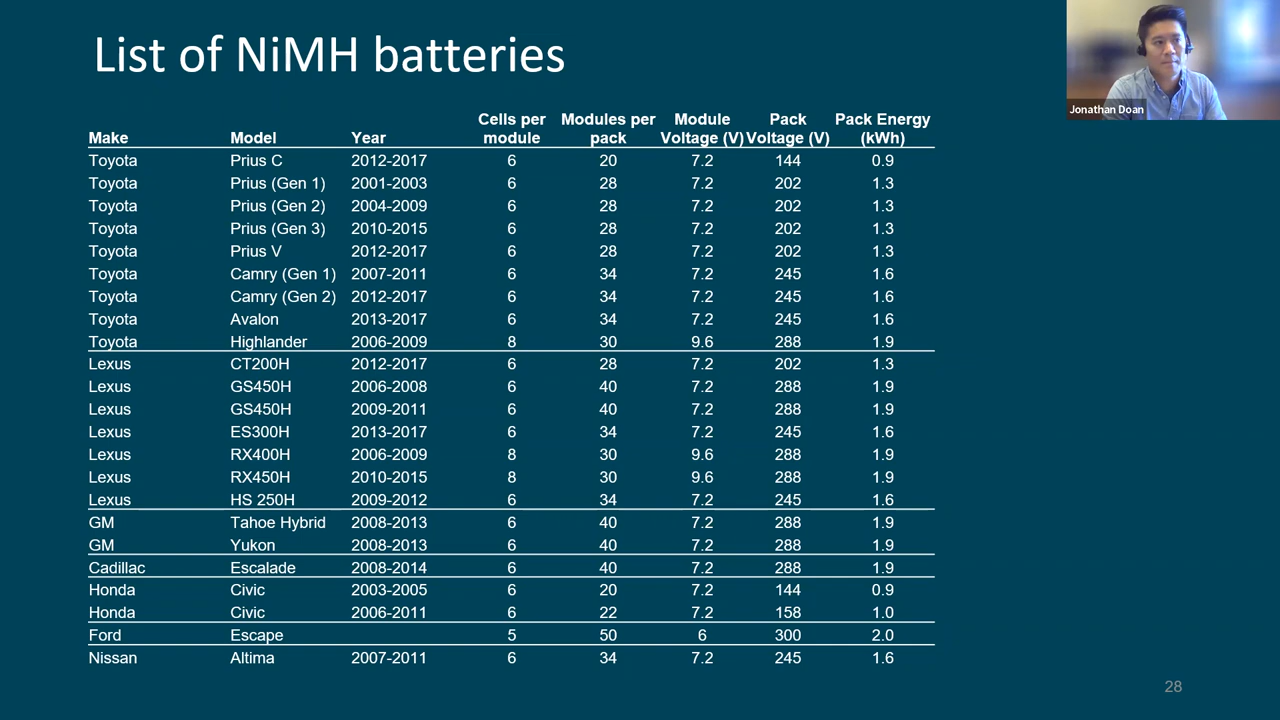 List of NiMH batteries
Jonathan Doan
Make Model Year Cells per module Modules per pack Module Voltage (V) Pack Voltage (V) Pack Energy (kWh)
Toyota Prius C 2012-2017 6 20 7.2 144 0.9
Toyota Prius (Gen 1) 2001-2003 6 28 7.2 202 1.3
Toyota Prius (Gen 2) 2004-2009 6 28 7.2 202 1.3
Toyota Prius (Gen 3) 2010-2015 6 28 7.2 202 1.3
Toyota Prius V 2012-2017 6 28 7.2 202 1.3
Toyota Camry (Gen 1) 2007-2011 6 34 7.2 245 1.6
Toyota Camry (Gen 2) 2012-2017 6 34 7.2 245 1.6
Toyota Avalon 2013-2017 6 34 7.2 245 1.6
Toyota Highlander 2006-2009 8 30 9.6 288 1.9
Lexus CT200H 2012-2017 6 28 7.2 202 1.3
Lexus GS450H 2006-2008 6 40 7.2 288 1.9
Lexus GS450H 2009-2011 6 40 7.2 288 1.9
Lexus ES300H 2013-2017 6 34 7.2 245 1.6
Lexus RX400H 2006-2009 8 30 9.6 288 1.9
Lexus RX450H 2010-2015 8 30 9.6 288 1.9
Lexus HS 250H 2009-2012 6 34 7.2 245 1.6
GM Tahoe Hybrid 2008-2013 6 40 7.2 288 1.9
GM Yukon 2008-2013 6 40 7.2 288 1.9
Cadillac Escalade 2008-2014 6 40 7.2 288 1.9
Honda Civic 2003-2005 6 20 7.2 144 0.9
Honda Civic 2006-2011 6 22 7.2 158 1.0
Ford Escape 5 50 6 300 2.0
Nissan Altima 2007-2011 6 34 7.2 245 1.6
28